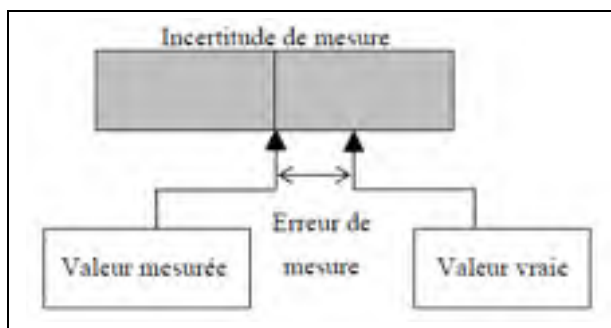 Incertitude de mesure
Erreur de
mesure
Valeur mesurée
Valeur vraie